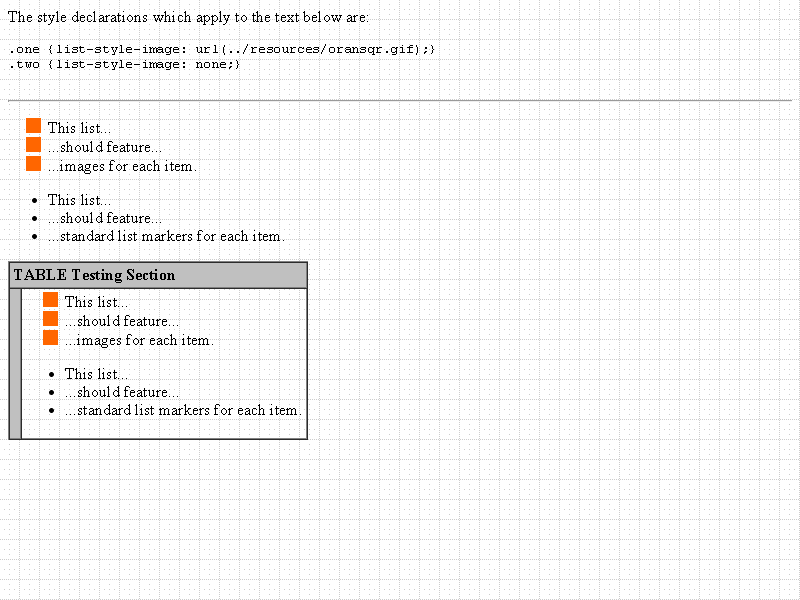 The style declarations which apply to the text below are:
.one {list-style-image: url(../resources/oransqr.gif);}
.two {list-style-image: none;}
This list...
...should feature...
...images for each item.
This list...
...should feature...
...standard list markers for each item.
TABLE Testing Section
This list...
...should feature...
...images for each item.
This list...
...should feature...
...standard list markers for each item.